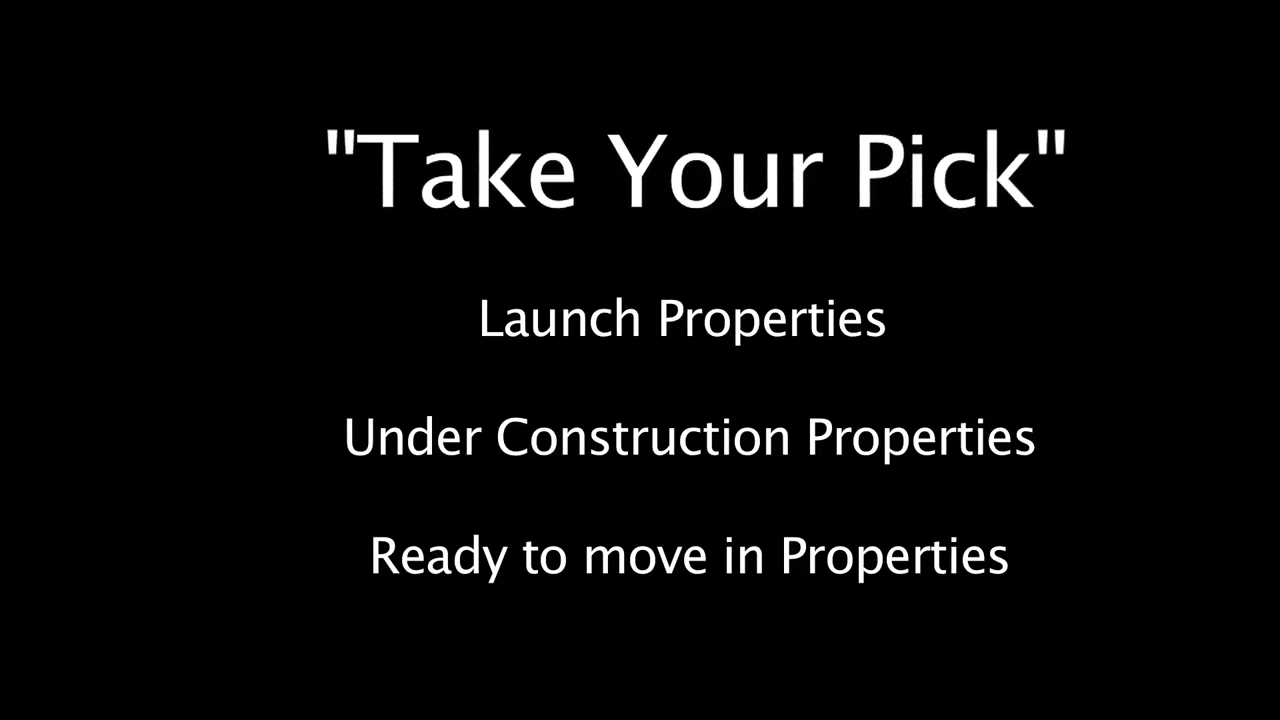 "Take Your Pick"
Launch Properties
Under Construction Properties
Ready to move in Properties